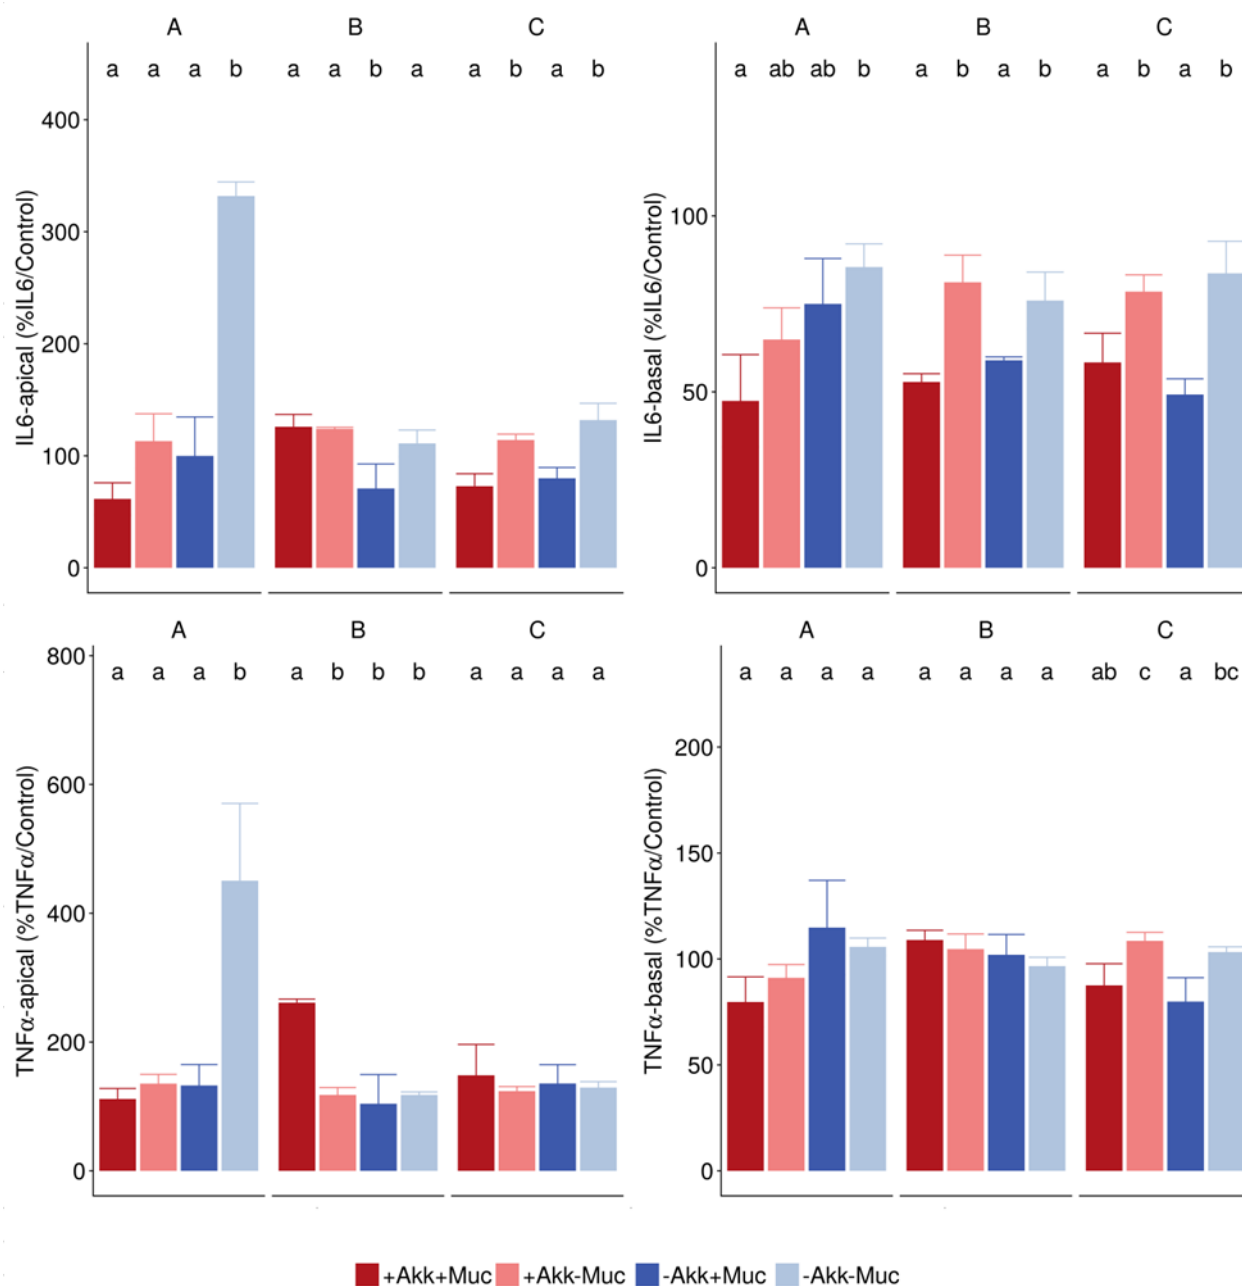 A B C
a a a b a a b a a b a b
400
300
200
100
0
IL6-apical (%IL6/Control)
A B C
a ab ab b a b a b a b a b
100
50
0
IL6-basal (%IL6/Control)
A B C
800
a a a b a b b b a a a a
600
400
200
0
TNFα-apical (%TNFα/Control)
A B C
a a a a a a a a ab c a bc
200
150
100
50
0
TNFα-basal (%TNFα/Control)
+Akk+Muc +Akk-Muc -Akk+Muc -Akk-Muc